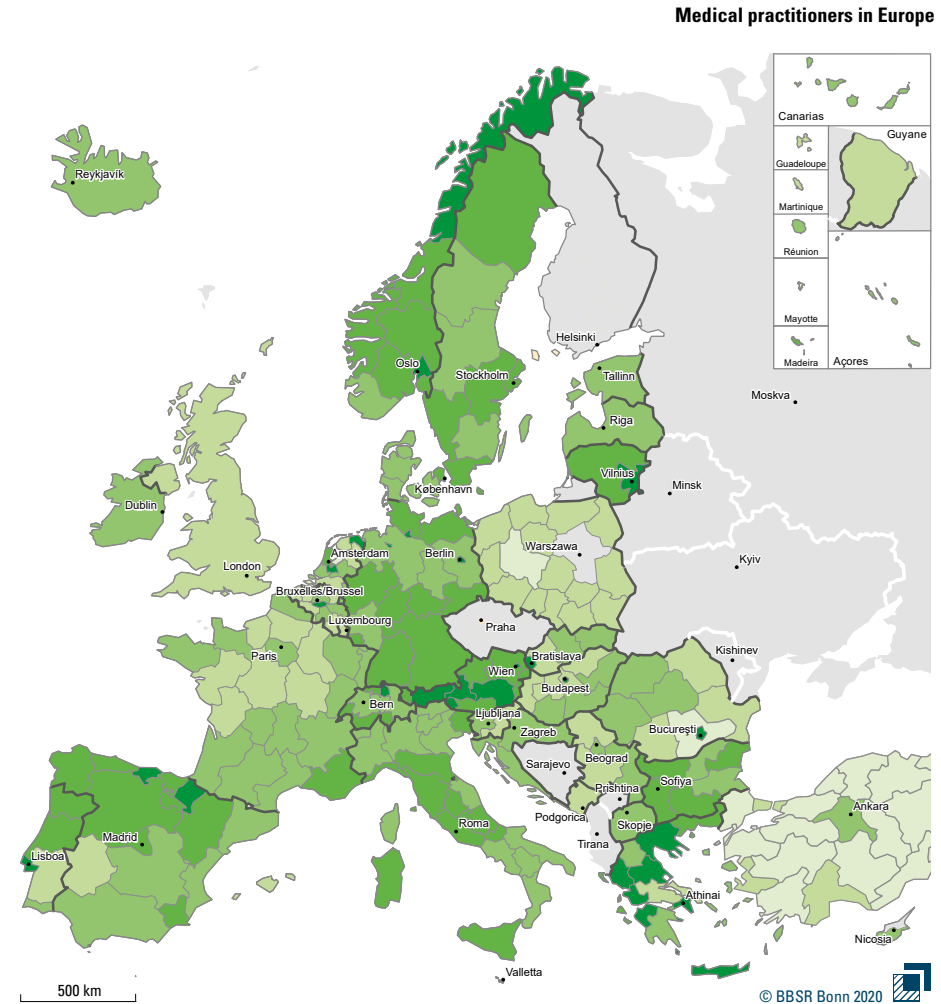 Medical practitioners in Europe
Canarias
Guyane
Guadeloupe
Martinique
Réunion
Mayotte
Madeira
Açores
Reykjavík
Helsinki
Oslo
Stockholm
Tallinn
Moskva
Riga
Vilnius
Minsk
København
Dublin
Amsterdam
Berlin
Warszawa
London
Kyiv
Bruxelles/Brussel
Luxembourg
Praha
Paris
Kishinev
Bratislava
Wien
Budapest
Bern
Ljubljana
Zagreb
Bucureşti
Beograd
Sarajevo
Prishtina
Sofiya
Ankara
Podgorica
Skopje
Roma
Madrid
Tirana
Lisboa
Athinai
Nicosia
Valletta
500 km
© BBSR Bonn 2020